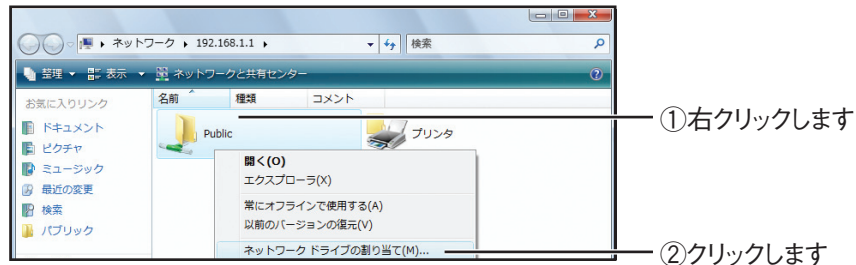 ネットワーク 192.168.1.1 検索
整理 表示 ネットワークと共有センター
お気に入りリンク
ドキュメント
ピクチャ
ミュージック
最近の変更
検索
パブリック
名前 種類 コメント
Public プリンタ
開く(O)
エクスプローラ(X)
常にオフラインで使用する(A)
以前のバージョンの復元(V)
ネットワーク ドライブの割り当て(M)...
①右クリックします
②クリックします